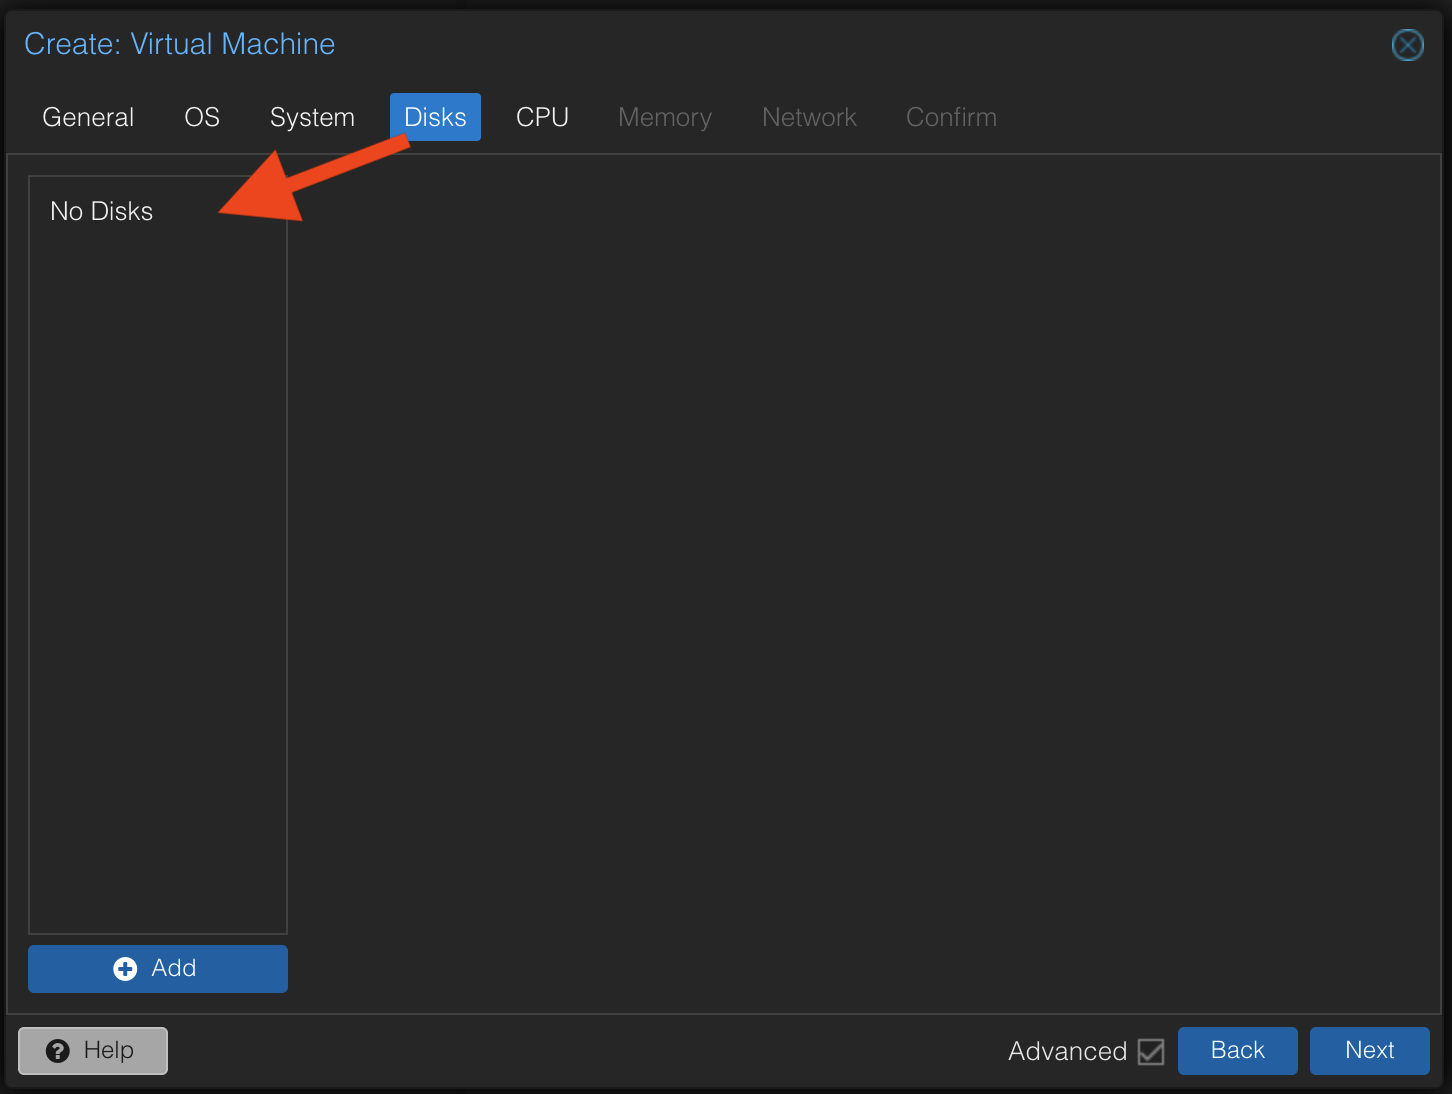 Create: Virtual Machine
General OS System Disks CPU Memory Network Confirm
No Disks
Add
Help Advanced Back Next